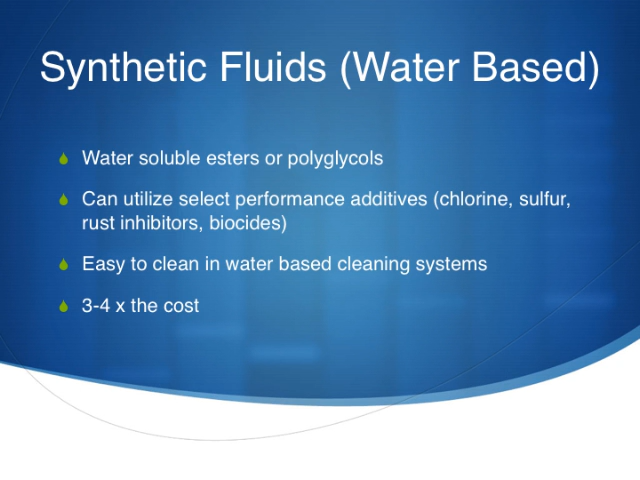 Synthetic Fluids (Water Based)
Water soluble esters or polyglycols
Can utilize select performance additives (chlorine, sulfur,
rust inhibitors, biocides)
Easy to clean in water based cleaning systems
3-4 x the cost